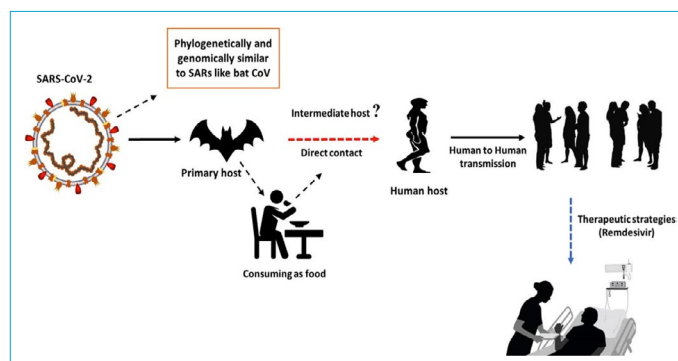 SARS-CoV-2
Phylogenetically and
genomically similar
to SARs like bat CoV
Primary host
Intermediate host ?
Direct contact
Consuming as food
Human host
Human to Human
transmission
Therapeutic strategies
(Remdesivir)